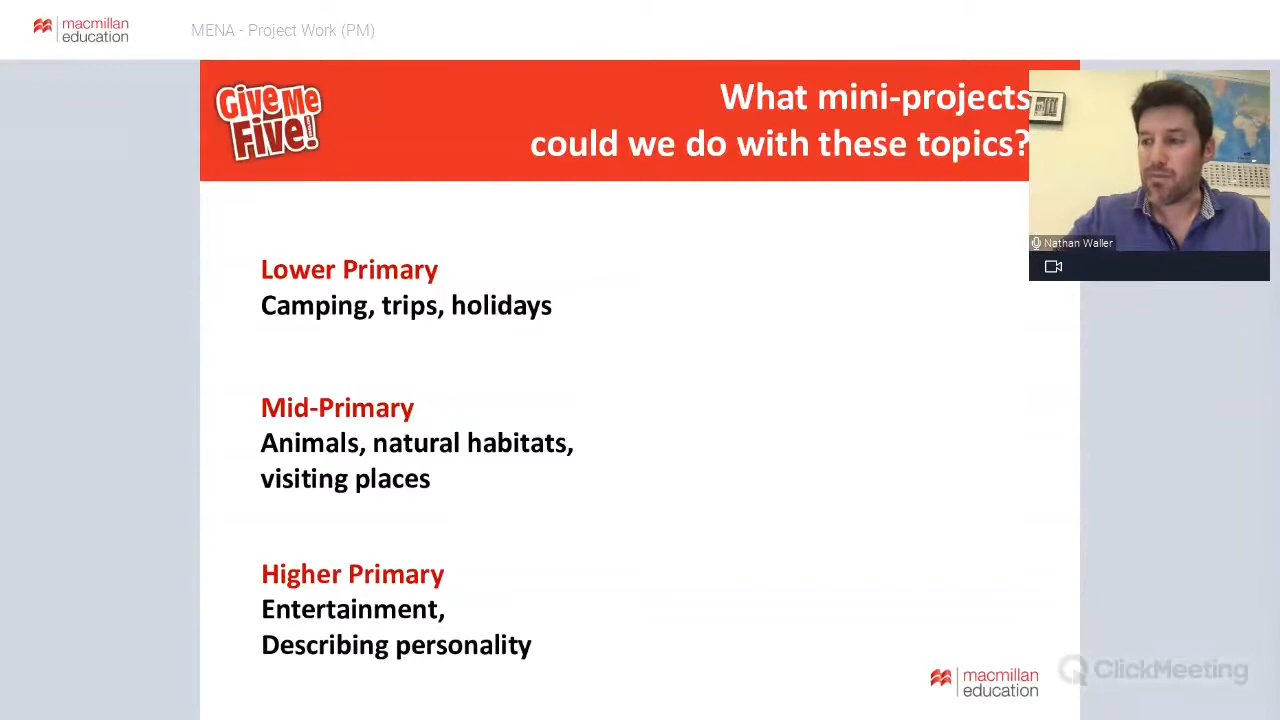 macmillan
education
MENA - Project Work (PM)
Give Me
Five!
What mini-projects
could we do with these topics?
Nathan Waller
Lower Primary
Camping, trips, holidays
Mid-Primary
Animals, natural habitats,
visiting places
Higher Primary
Entertainment,
Describing personality
macmillan
education
ClickMeeting